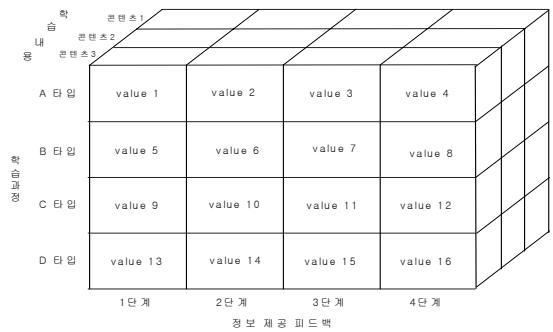 학습내용
콘텐츠1
콘텐츠2
콘텐츠3
A 타입 value 1 value 2 value 3 value 4
B 타입 value 5 value 6 value 7 value 8
학습과정
C 타입 value 9 value 10 value 11 value 12
D 타입 value 13 value 14 value 15 value 16
1단계 2단계 3단계 4단계
정보 제공 피드백